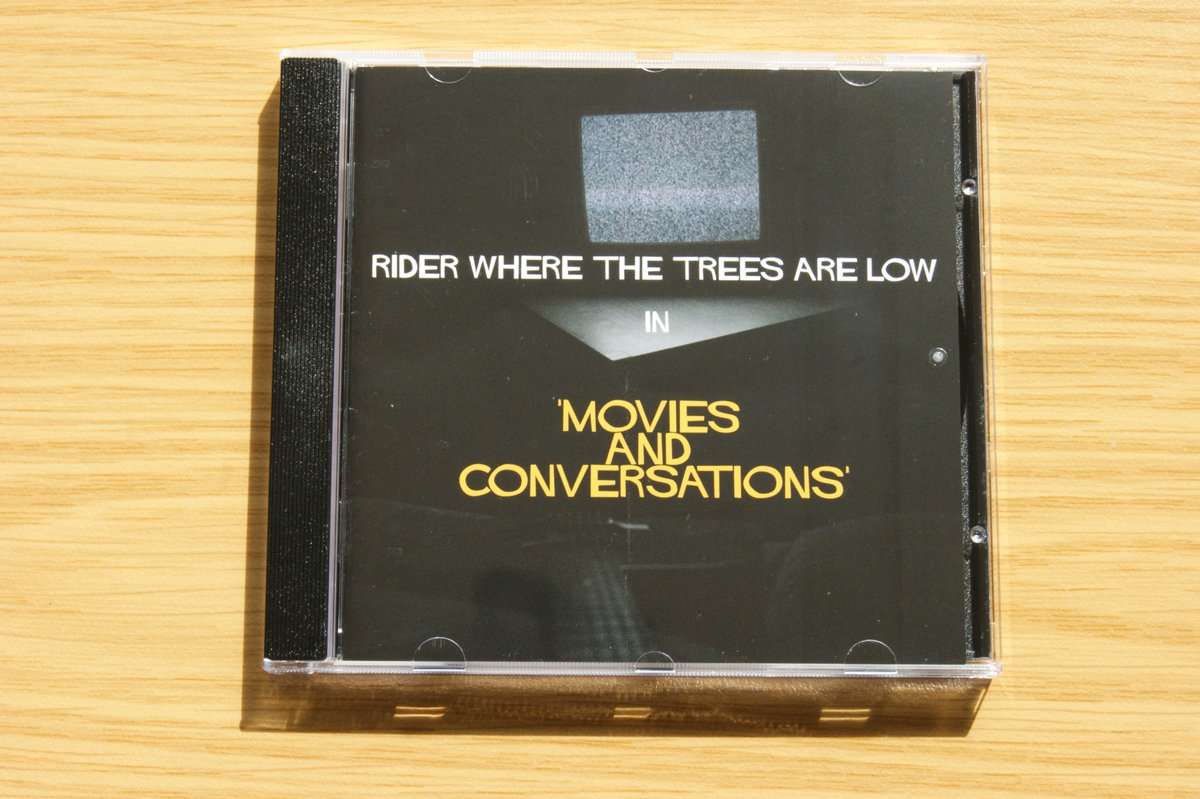 RIDER WHERE THE TREES ARE LOW
IN
'MOVIES
AND
CONVERSATIONS'